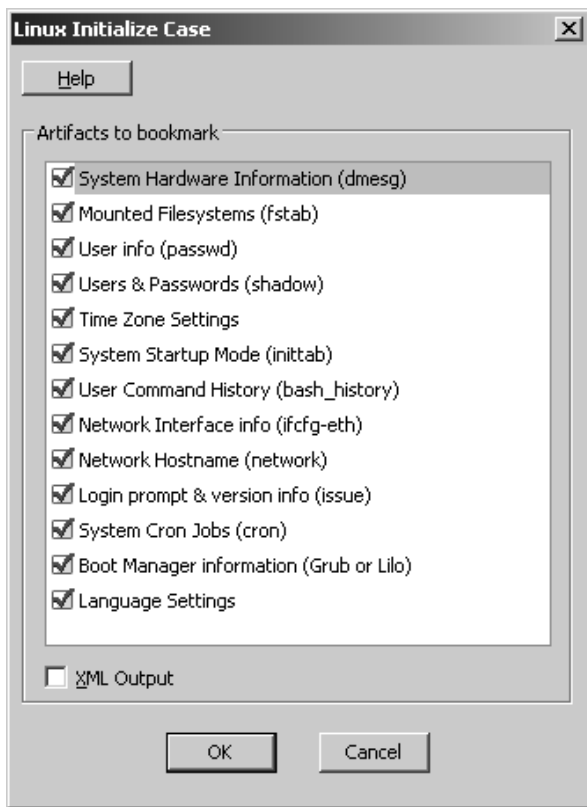 Linux Initialize Case
Help
Artifacts to bookmark
System Hardware Information (dmesg)
Mounted Filesystems (fstab)
User info (passwd)
Users & Passwords (shadow)
Time Zone Settings
System Startup Mode (inittab)
User Command History (bash_history)
Network Interface info (ifcfg-eth)
Network Hostname (network)
Login prompt & version info (issue)
System Cron Jobs (cron)
Boot Manager information (Grub or Lilo)
Language Settings
XML Output
OK Cancel